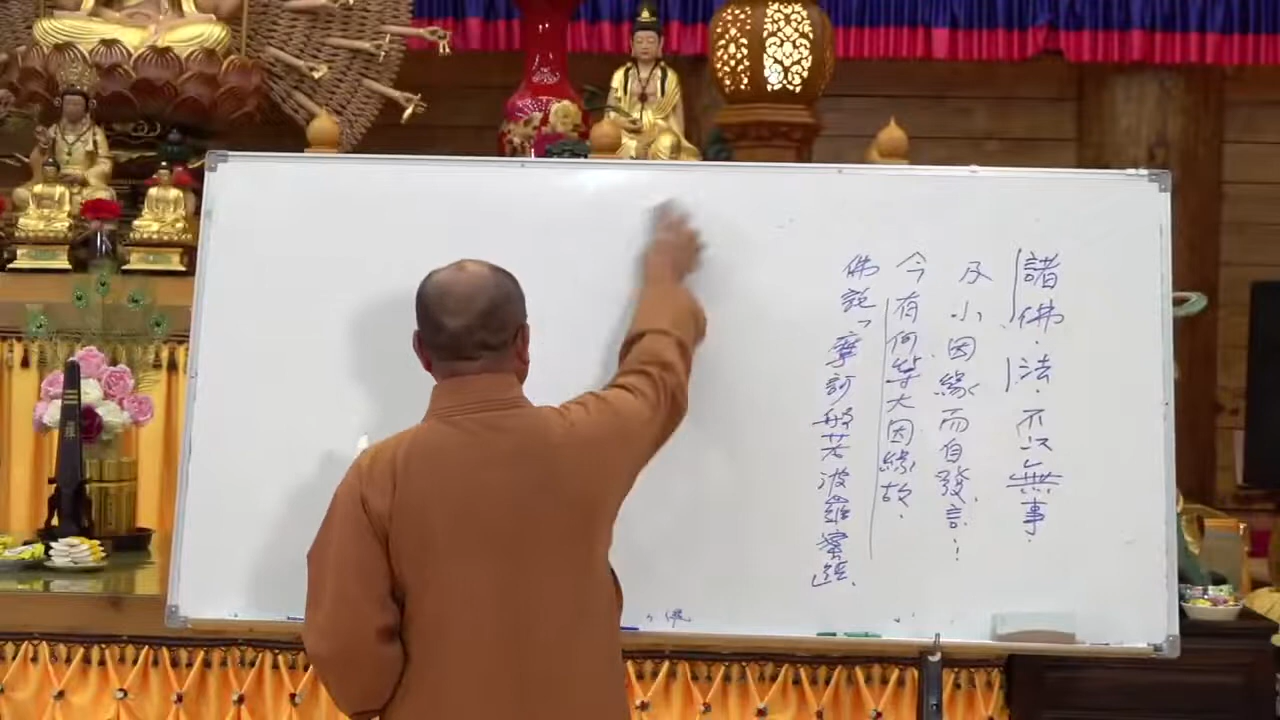 諸佛．法．不以無事．
及小因緣而自發言．！
今有何等大因緣故．
佛說「摩訶般若波羅蜜經．